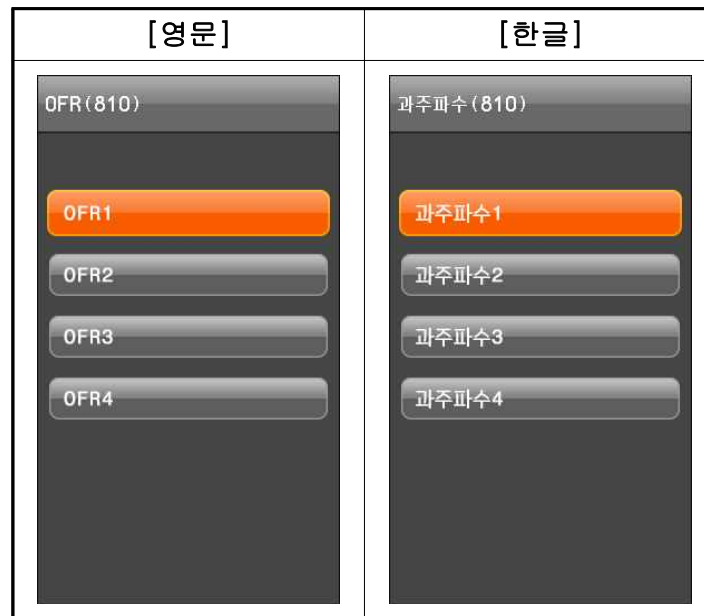 [영문]
[한글]
OFR(810)
과주파수(810)
OFR1
과주파수1
OFR2
과주파수2
OFR3
과주파수3
OFR4
과주파수4